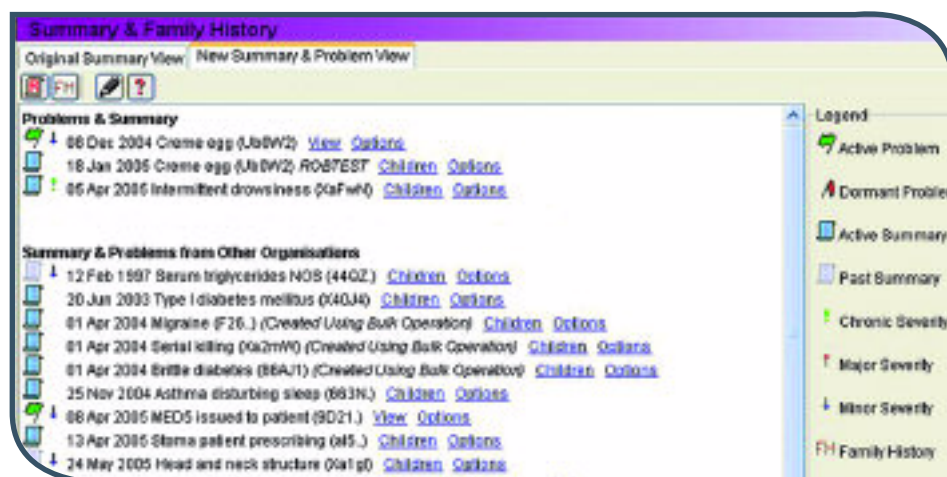 Summary & Family History
Original Summary View New Summary & Problem View
FH ?
Problems & Summary
08 Dec 2004 Creme egg (Ub0W2) View Options
18 Jan 2005 Creme egg (Ub0W2) ROBTEST Children Options
05 Apr 2005 Intermittent drowsiness (XaFwN) Children Options
Summary & Problems from Other Organisations
12 Feb 1997 Serum triglycerides NOS (44QZ.) Children Options
20 Jun 2003 Type I diabetes mellitus (X40J4) Children Options
01 Apr 2004 Migraine (F26..) (Created Using Bulk Operation) Children Options
01 Apr 2004 Serial killing (Xa2mW) (Created Using Bulk Operation) Children Options
01 Apr 2004 Brittle diabetes (66AJ1) (Created Using Bulk Operation) Children Options
25 Nov 2004 Asthma disturbing sleep (663N.) Children Options
08 Apr 2005 MED5 issued to patient (9D21.) View Options
13 Apr 2005 Stoma patient prescribing (al5..) Children Options
24 May 2005 Head and neck structure (Xa1gf) Children Options
Legend
Active Problem
Dormant Proble
Active Summary
Past Summary
Chronic Severity
Major Severity
Minor Severity
FH Family History